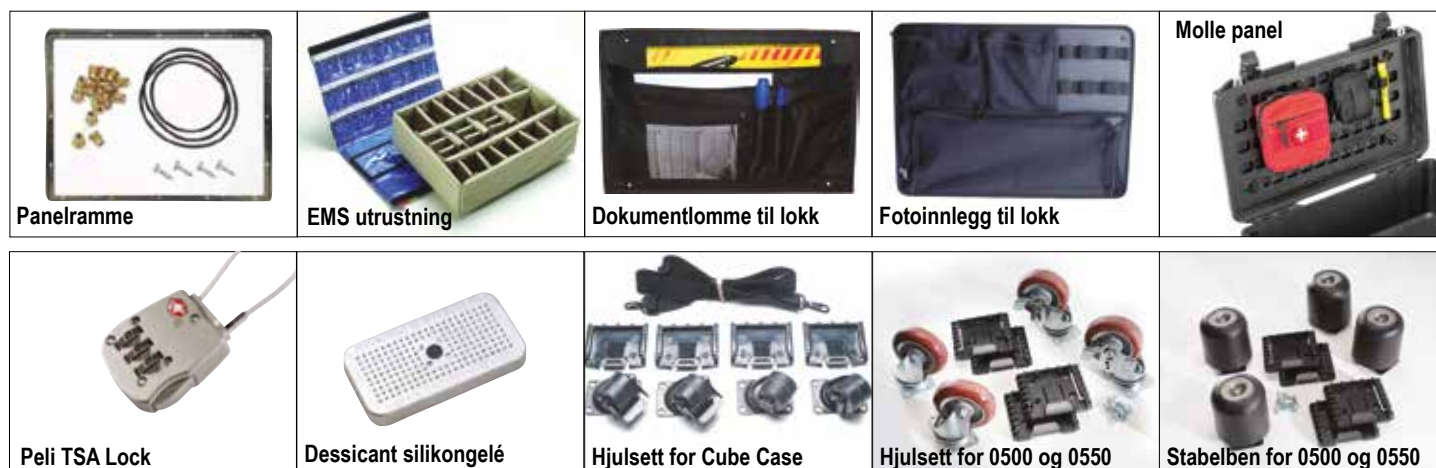 Panelramme
EMS utrustning
Dokumentlomme til lokk
Fotoinnlegg til lokk
Molle panel
Peli TSA Lock
Dessicant silikongelé
Hjulsett for Cube Case
Hjulsett for 0500 og 0550
Stabelben for 0500 og 0550